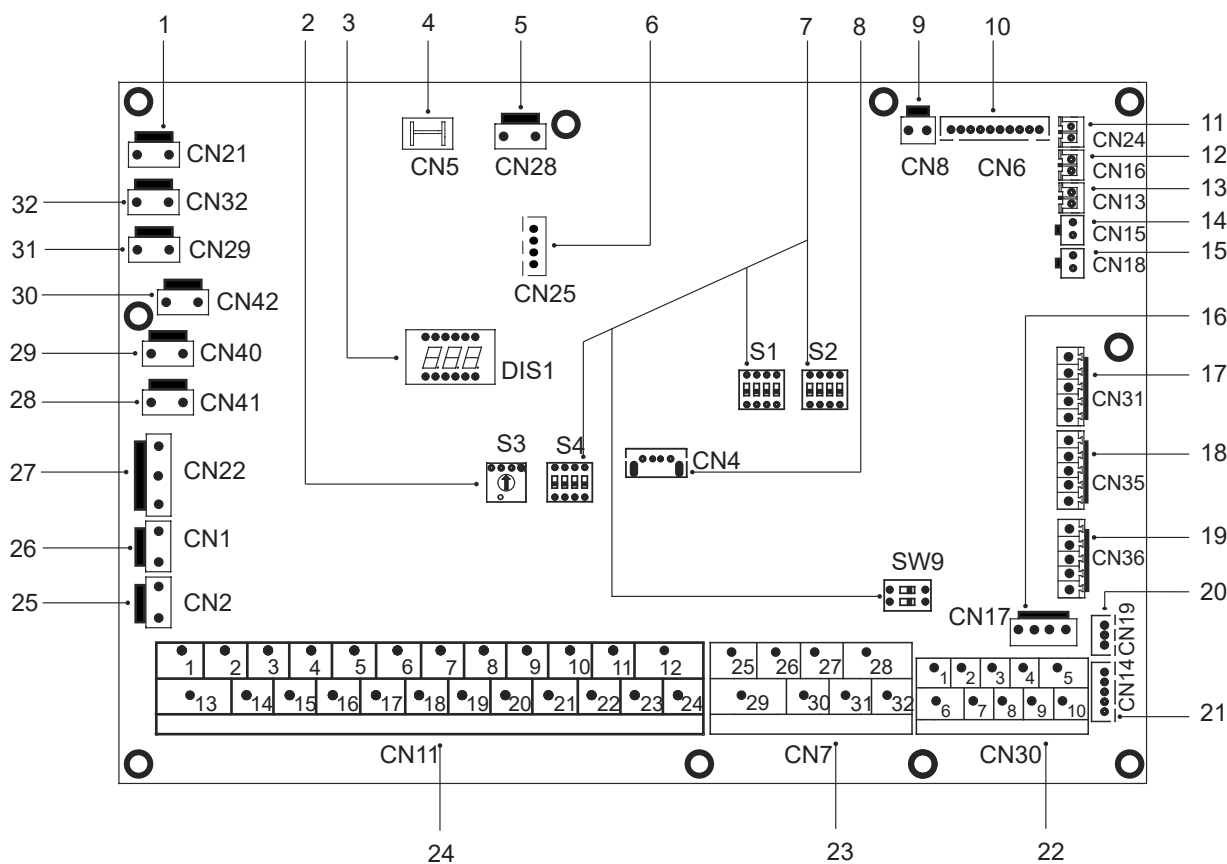 1 2 3 4 5 6 7 8 9 10
11
CN21 CN5 CN28 CN8 CN6 CN24
12
CN16
32 CN32
13
CN13
14
31 CN29 CN15
15
CN25 CN18
30 CN42
16
29 CN40
3 DIS1 S1 S2
17
28 CN41 CN31
27 CN22 S3 S4 CN4
18
CN35
2
26 CN1
19
CN36
SW9
25 CN2
20
CN17 CN19
1 2 3 4 5 6 7 8 9 10 11 12 25 26 27 28 1 2 3 4 5
13 14 15 16 17 18 19 20 21 22 23 24 29 30 31 32 6 7 8 9 10
CN14
21
CN11 CN7 CN30
24 23 22